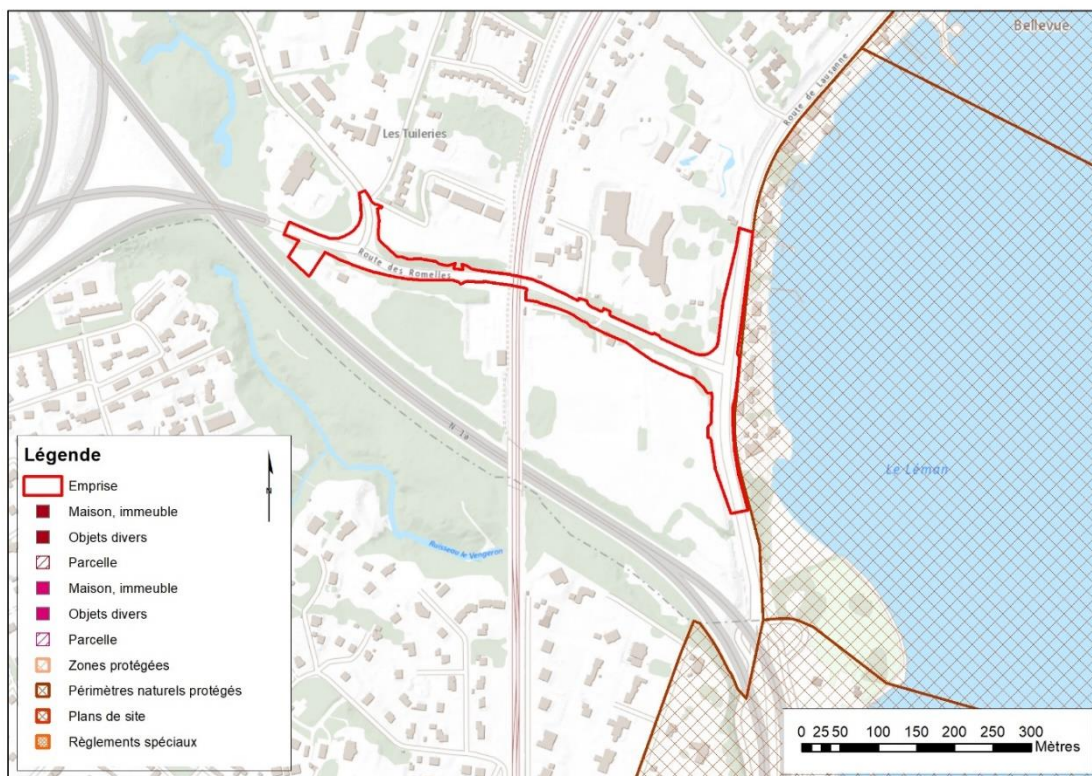 Bellevue
Route de Lausanne
Les Tuileries
Route des Romelles
N 1a
Le Léman
Ruisseau le Vengeron
Légende
N
Emprise
Maison, immeuble
Objets divers
Parcelle
Maison, immeuble
Objets divers
Parcelle
Zones protégées
Périmètres naturels protégés
Plans de site
Règlements spéciaux
0 25 50 100 150 200 250 300
Mètres